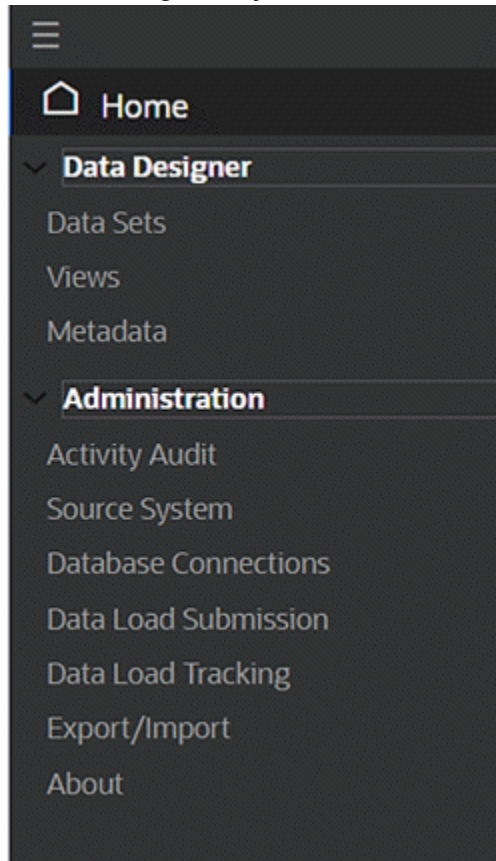 Home
Data Designer
Data Sets
Views
Metadata
Administration
Activity Audit
Source System
Database Connections
Data Load Submission
Data Load Tracking
Export/Import
About